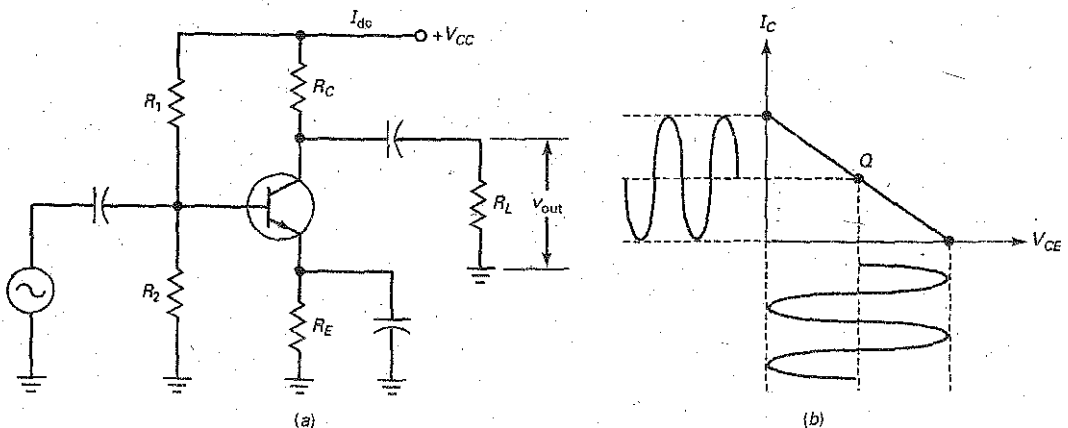 I_dc
+V_CC
R_C
R_1
R_L
v_out
R_2
R_E
(a)
I_C
Q
V_CE
(b)